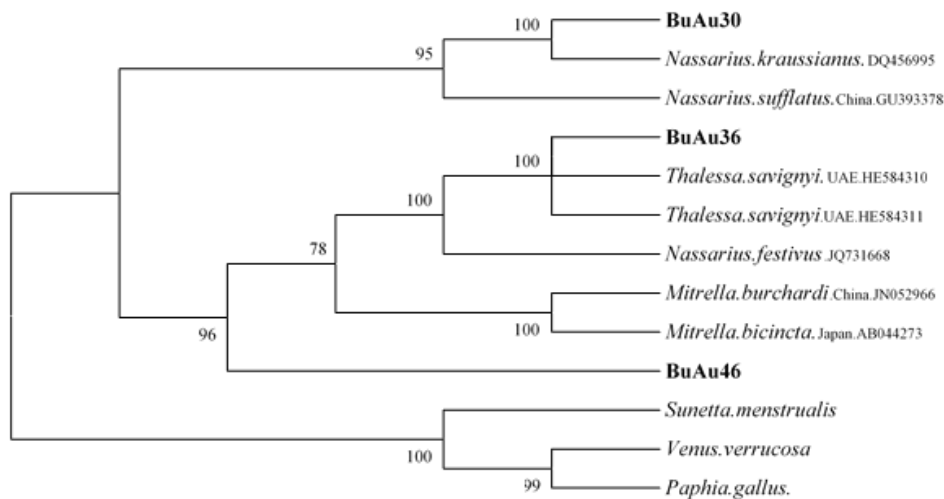 BuAu30
100
Nassarius.kraussianus. DQ456995
95
Nassarius.sufflatus.China.GU393378
BuAu36
100
Thalessa.savignyi. UAE.HE584310
100
Thalessa.savignyi.UAE.HE584311
78
Nassarius.festivus.JQ731668
Mitrella.burchardi.China.JN052966
96
100
Mitrella.bicincta.Japan.AB044273
BuAu46
Sunetta.menstrualis
100
Venus.verrucosa
99
Paphia.gallus.